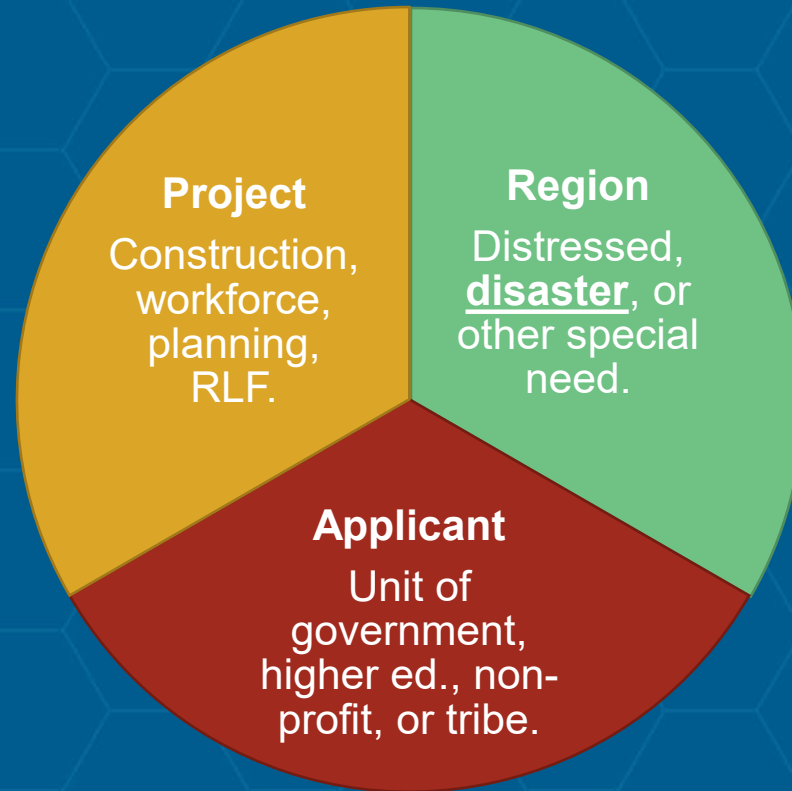 Project
Construction,
workforce,
planning,
RLF.
Region
Distressed,
disaster, or
other special
need.
Applicant
Unit of
government,
higher ed., non-
profit, or tribe.